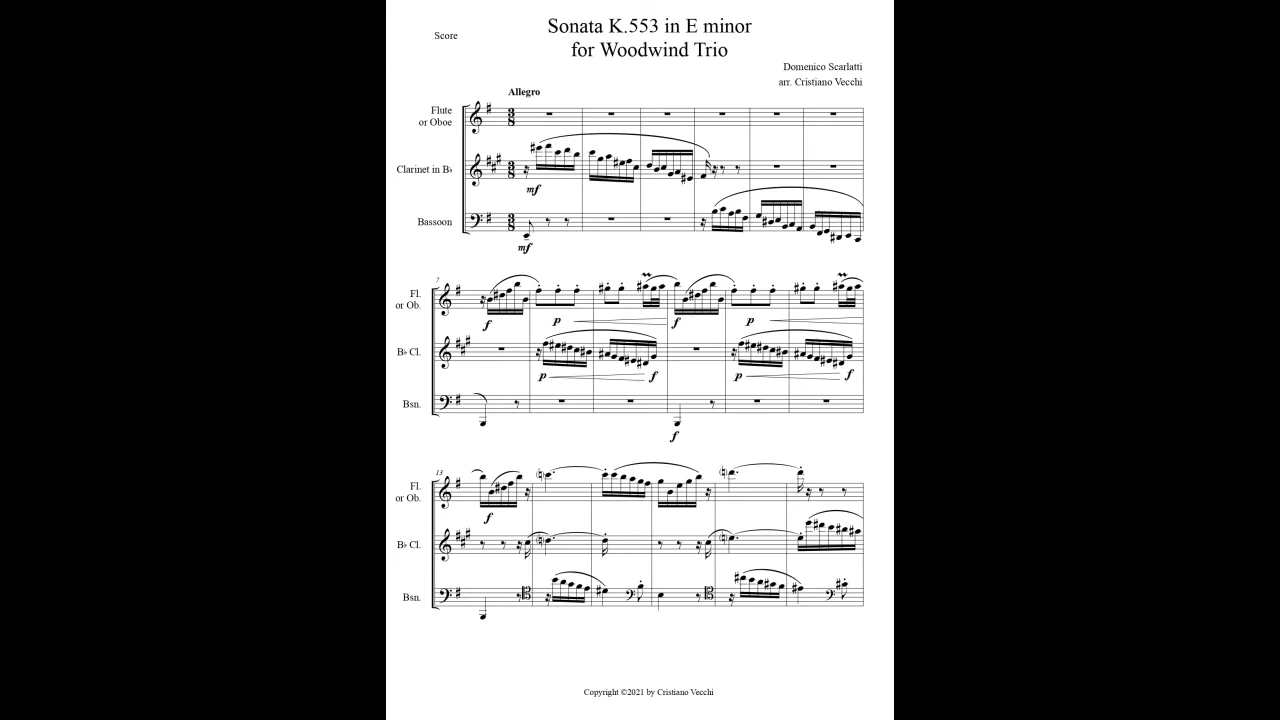 Sonata K.553 in E minor
for Woodwind Trio
Score
Domenico Scarlatti
arr. Cristiano Vecchi
Allegro
Flute
or Oboe
Clarinet in B♭
mf
Bassoon
mf
7
Fl.
or Ob.
f p f p
B♭ Cl.
p f p f
Bsn.
f
13
Fl.
or Ob.
f
B♭ Cl.
Bsn.
Copyright ©2021 by Cristiano Vecchi